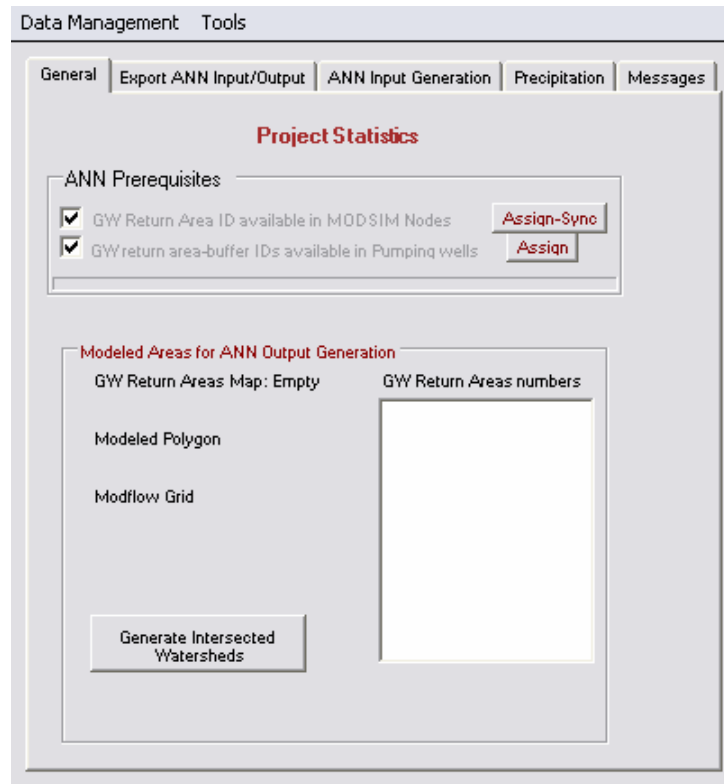 Data Management Tools
General Export ANN Input/Output ANN Input Generation Precipitation Messages
Project Statistics
ANN Prerequisites
GW Return Area ID available in MODSIM Nodes Assign-Sync
GW return area-buffer IDs available in Pumping wells Assign
Modeled Areas for ANN Output Generation
GW Return Areas Map: Empty GW Return Areas numbers
Modeled Polygon
Modflow Grid
Generate Intersected
Watersheds